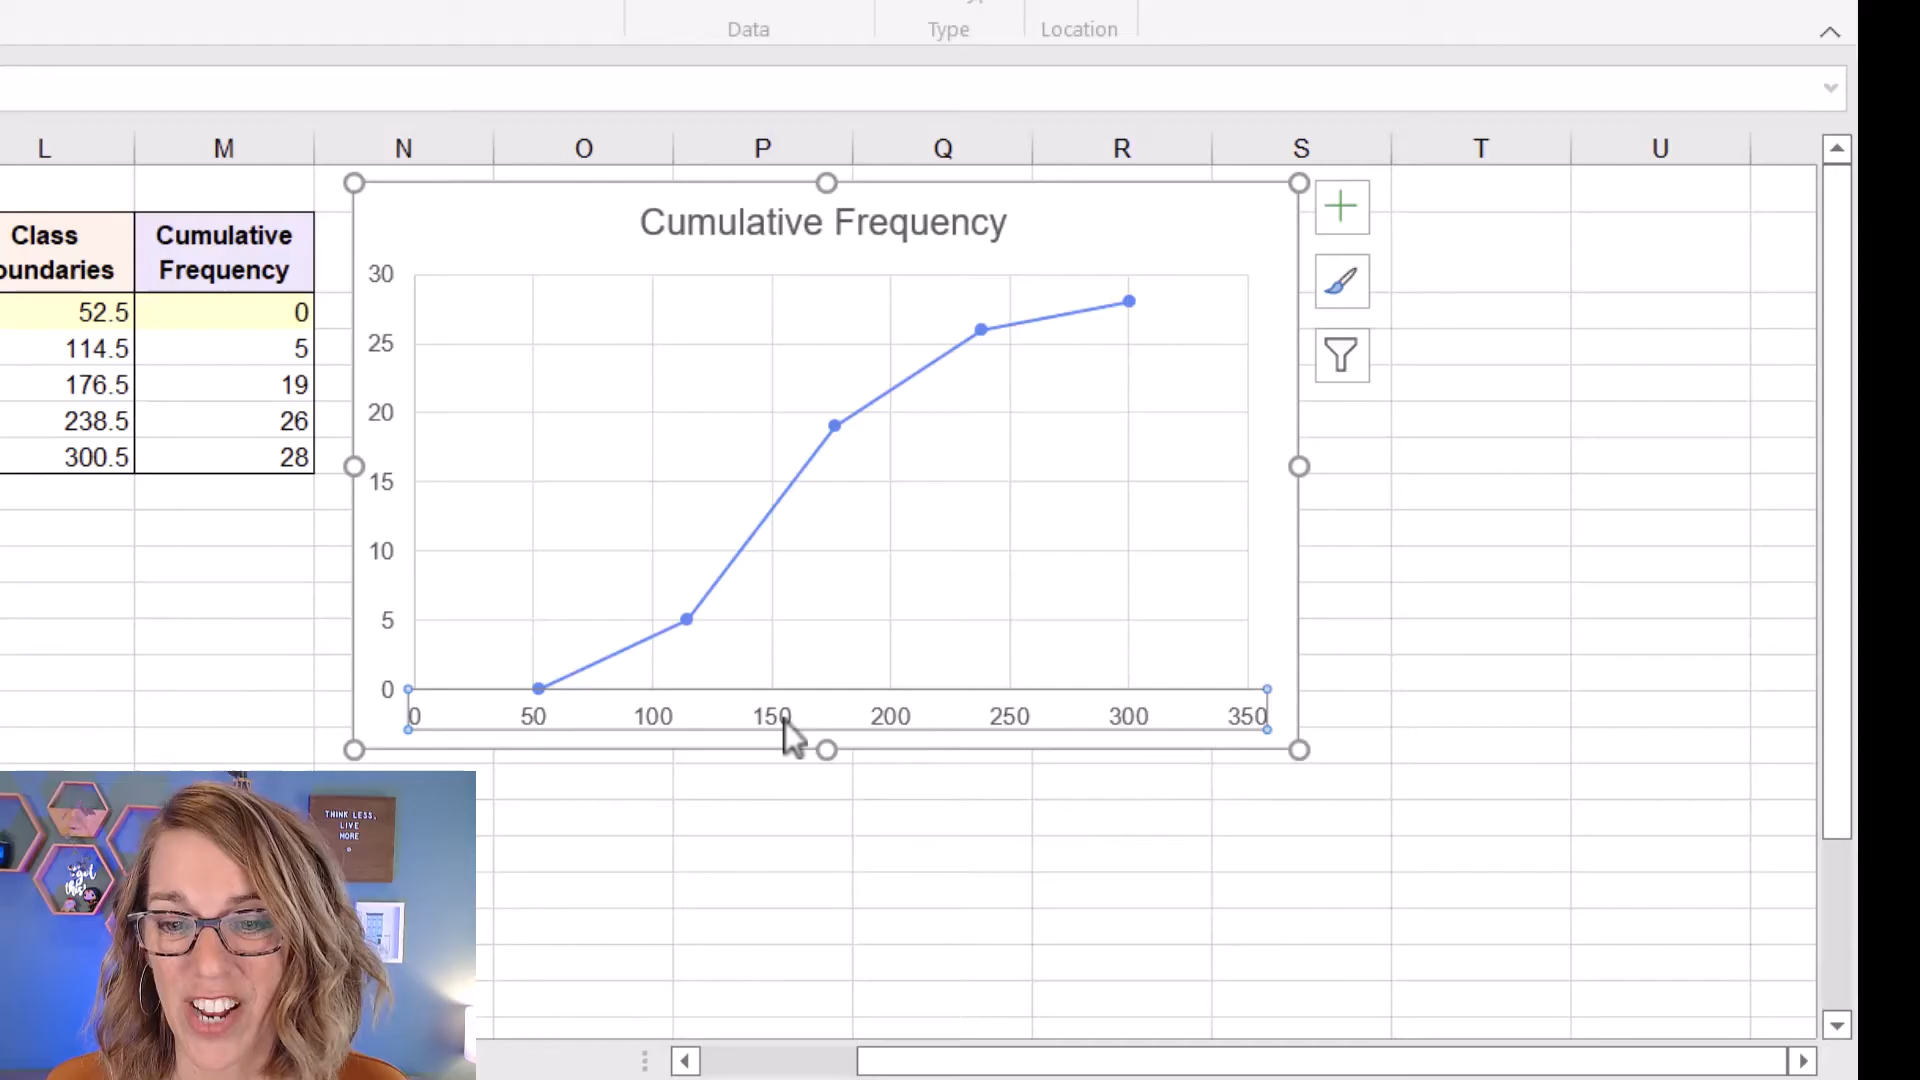 Data Type Location
L M N O P Q R S T U
Class Cumulative
oundaries Frequency
52.5 0
114.5 5
176.5 19
238.5 26
300.5 28
Cumulative Frequency
30
25
20
15
10
5
0
0 50 100 150 200 250 300 350
THINK LESS,
LIVE
MORE
got
this